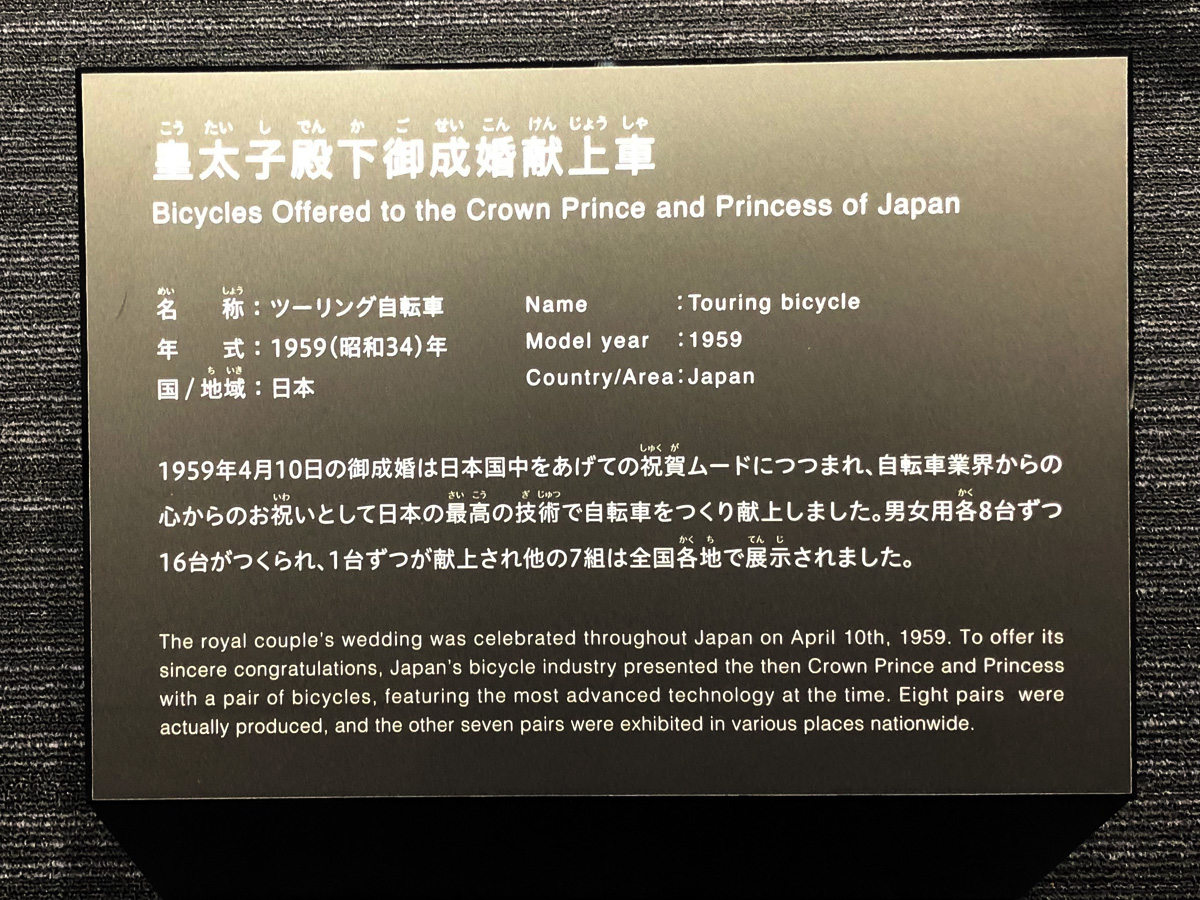 こうたいしでんかごせいこんけんじょうしゃ
皇太子殿下御成婚献上車
Bicycles Offered to the Crown Prince and Princess of Japan
めいしょう
名称：ツーリング自転車
Name :Touring bicycle
年式：1959(昭和34)年
Model year :1959
ちいき
国/地域：日本
Country/Area:Japan
しゅくが
1959年4月10日の御成婚は日本国中をあげての祝賀ムードにつつまれ、自転車業界からの
いわ さいこう ぎじゅつ かく
心からのお祝いとして日本の最高の技術で自転車をつくり献上しました。男女用各8台ずつ
かくち てんじ
16台がつくられ、1台ずつが献上され他の7組は全国各地で展示されました。
The royal couple's wedding was celebrated throughout Japan on April 10th, 1959. To offer its
sincere congratulations, Japan's bicycle industry presented the then Crown Prince and Princess
with a pair of bicycles, featuring the most advanced technology at the time. Eight pairs were
actually produced, and the other seven pairs were exhibited in various places nationwide.